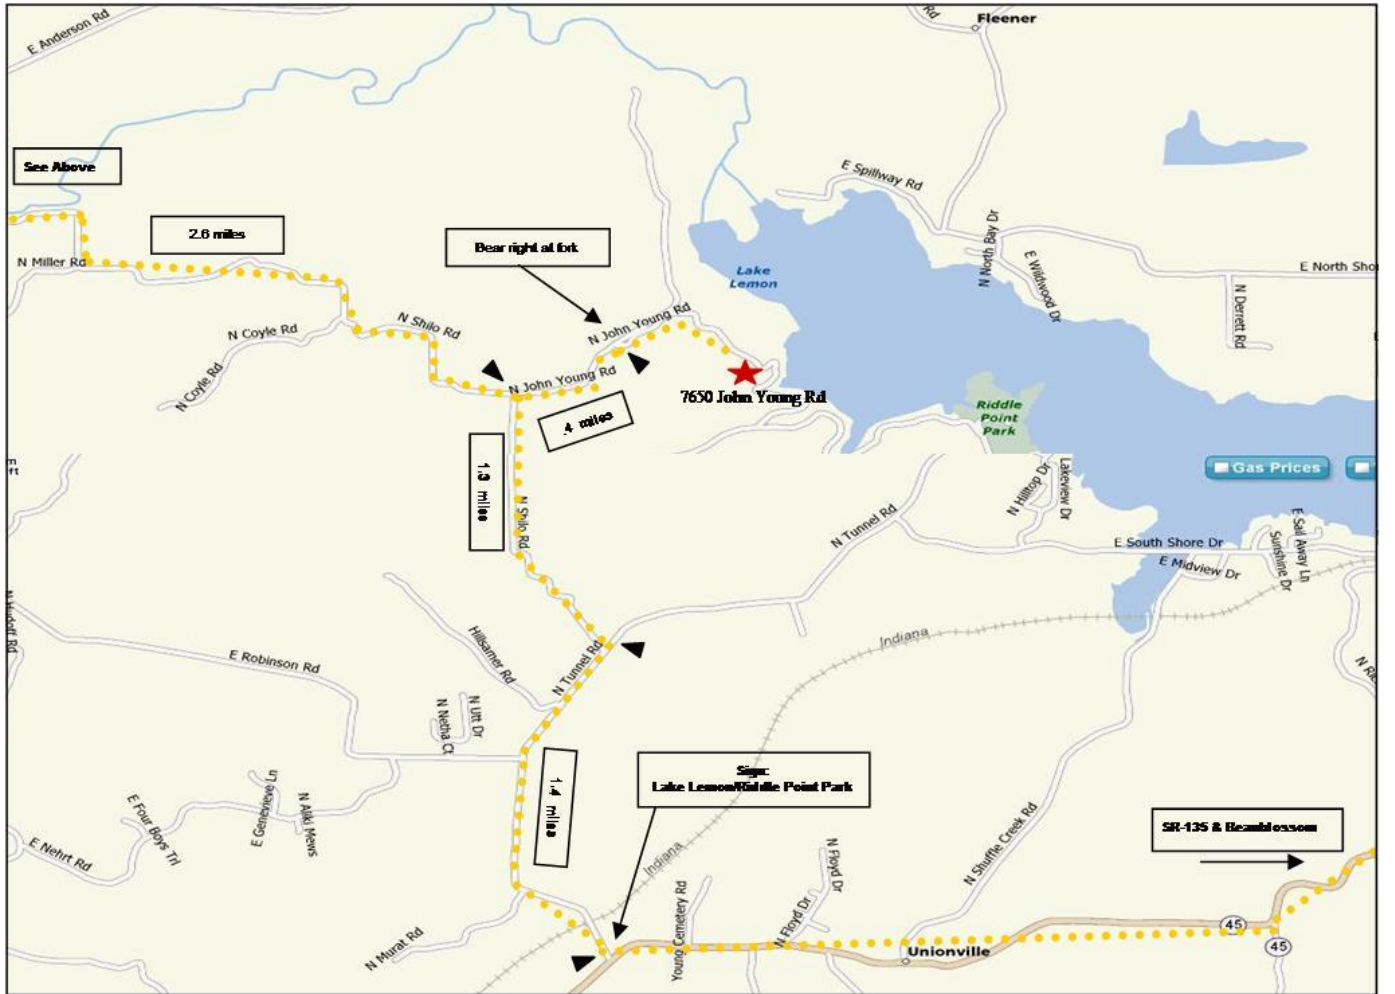 Rd
Fleener
E Anderson Rd
See Above
E Spillway Rd
2.6 miles
N North Bay Dr
Bear right at fork
E Wildwood Dr
N Miller Rd
Lake
Lemon
E North Sho
N Derrett Rd
N Coyle Rd
N Shilo Rd
N John Young Rd
N Coyle Rd
N John Young Rd
7650 John Young Rd
.4 miles
Riddle
Point
Park
1.3 miles
Gas Prices
N Hilltop Dr
Lakeview Dr
N Shilo Rd
N Tunnel Rd
E South Shore Dr
E Sail Away Ln
Sunshine Dr
E Midview Dr
Indiana
E Robinson Rd
Hillsamer Rd
N Tunnel Rd
N Utt Dr
N Netha Ct
1.4 miles
Sign:
Lake Lemon/Riddle Point Park
E Genevieve Ln
N Aliki Mews
E Four Boys Trl
E Nehrt Rd
Indiana
N Shuffle Creek Rd
SR-135 & Beanblossom
N Floyd Dr
N Floyd Dr
Young Cemetery Rd
N Murat Rd
45
45
Unionville